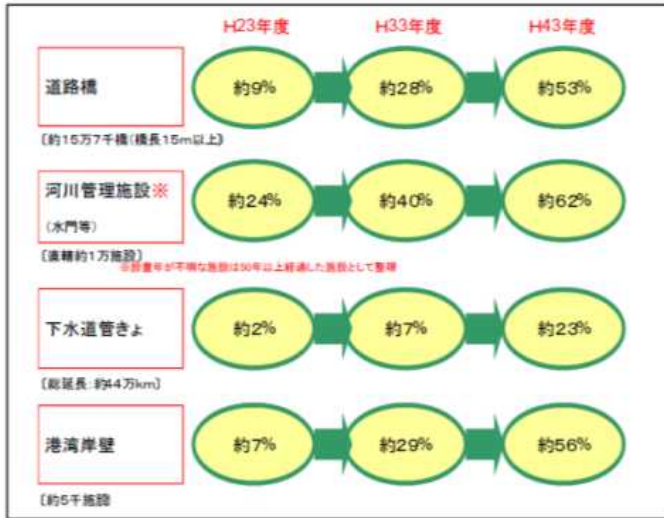 H23年度 H33年度 H43年度
道路橋 約9% 約28% 約53%
〔約15万7千橋(橋長15m以上)〕
河川管理施設※ 約24% 約40% 約62%
(水門等)
〔直轄約1万施設〕
※設置年が不明な施設は50年以上経過した施設として整理
下水道管きょ 約2% 約7% 約23%
〔総延長:約44万km〕
港湾岸壁 約7% 約29% 約56%
〔約5千施設